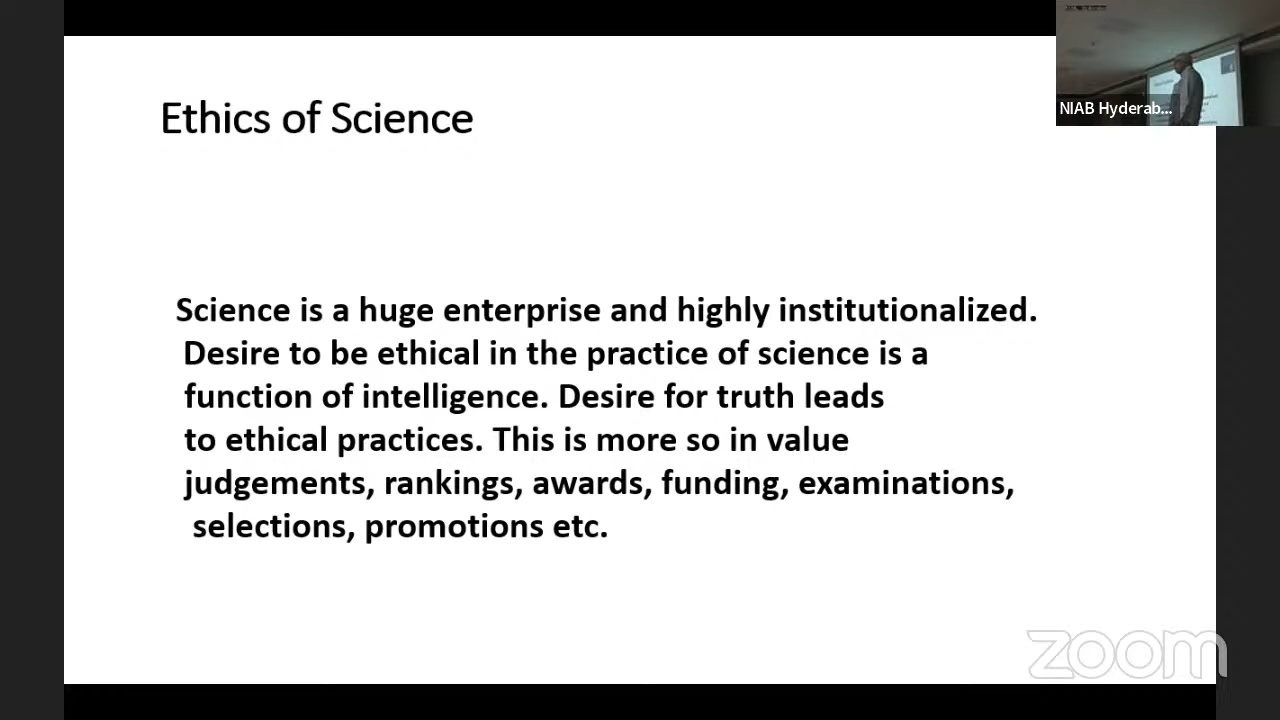 Ethics of Science
NIAB Hyderab...
Science is a huge enterprise and highly institutionalized.
Desire to be ethical in the practice of science is a
function of intelligence. Desire for truth leads
to ethical practices. This is more so in value
judgements, rankings, awards, funding, examinations,
selections, promotions etc.
zoom